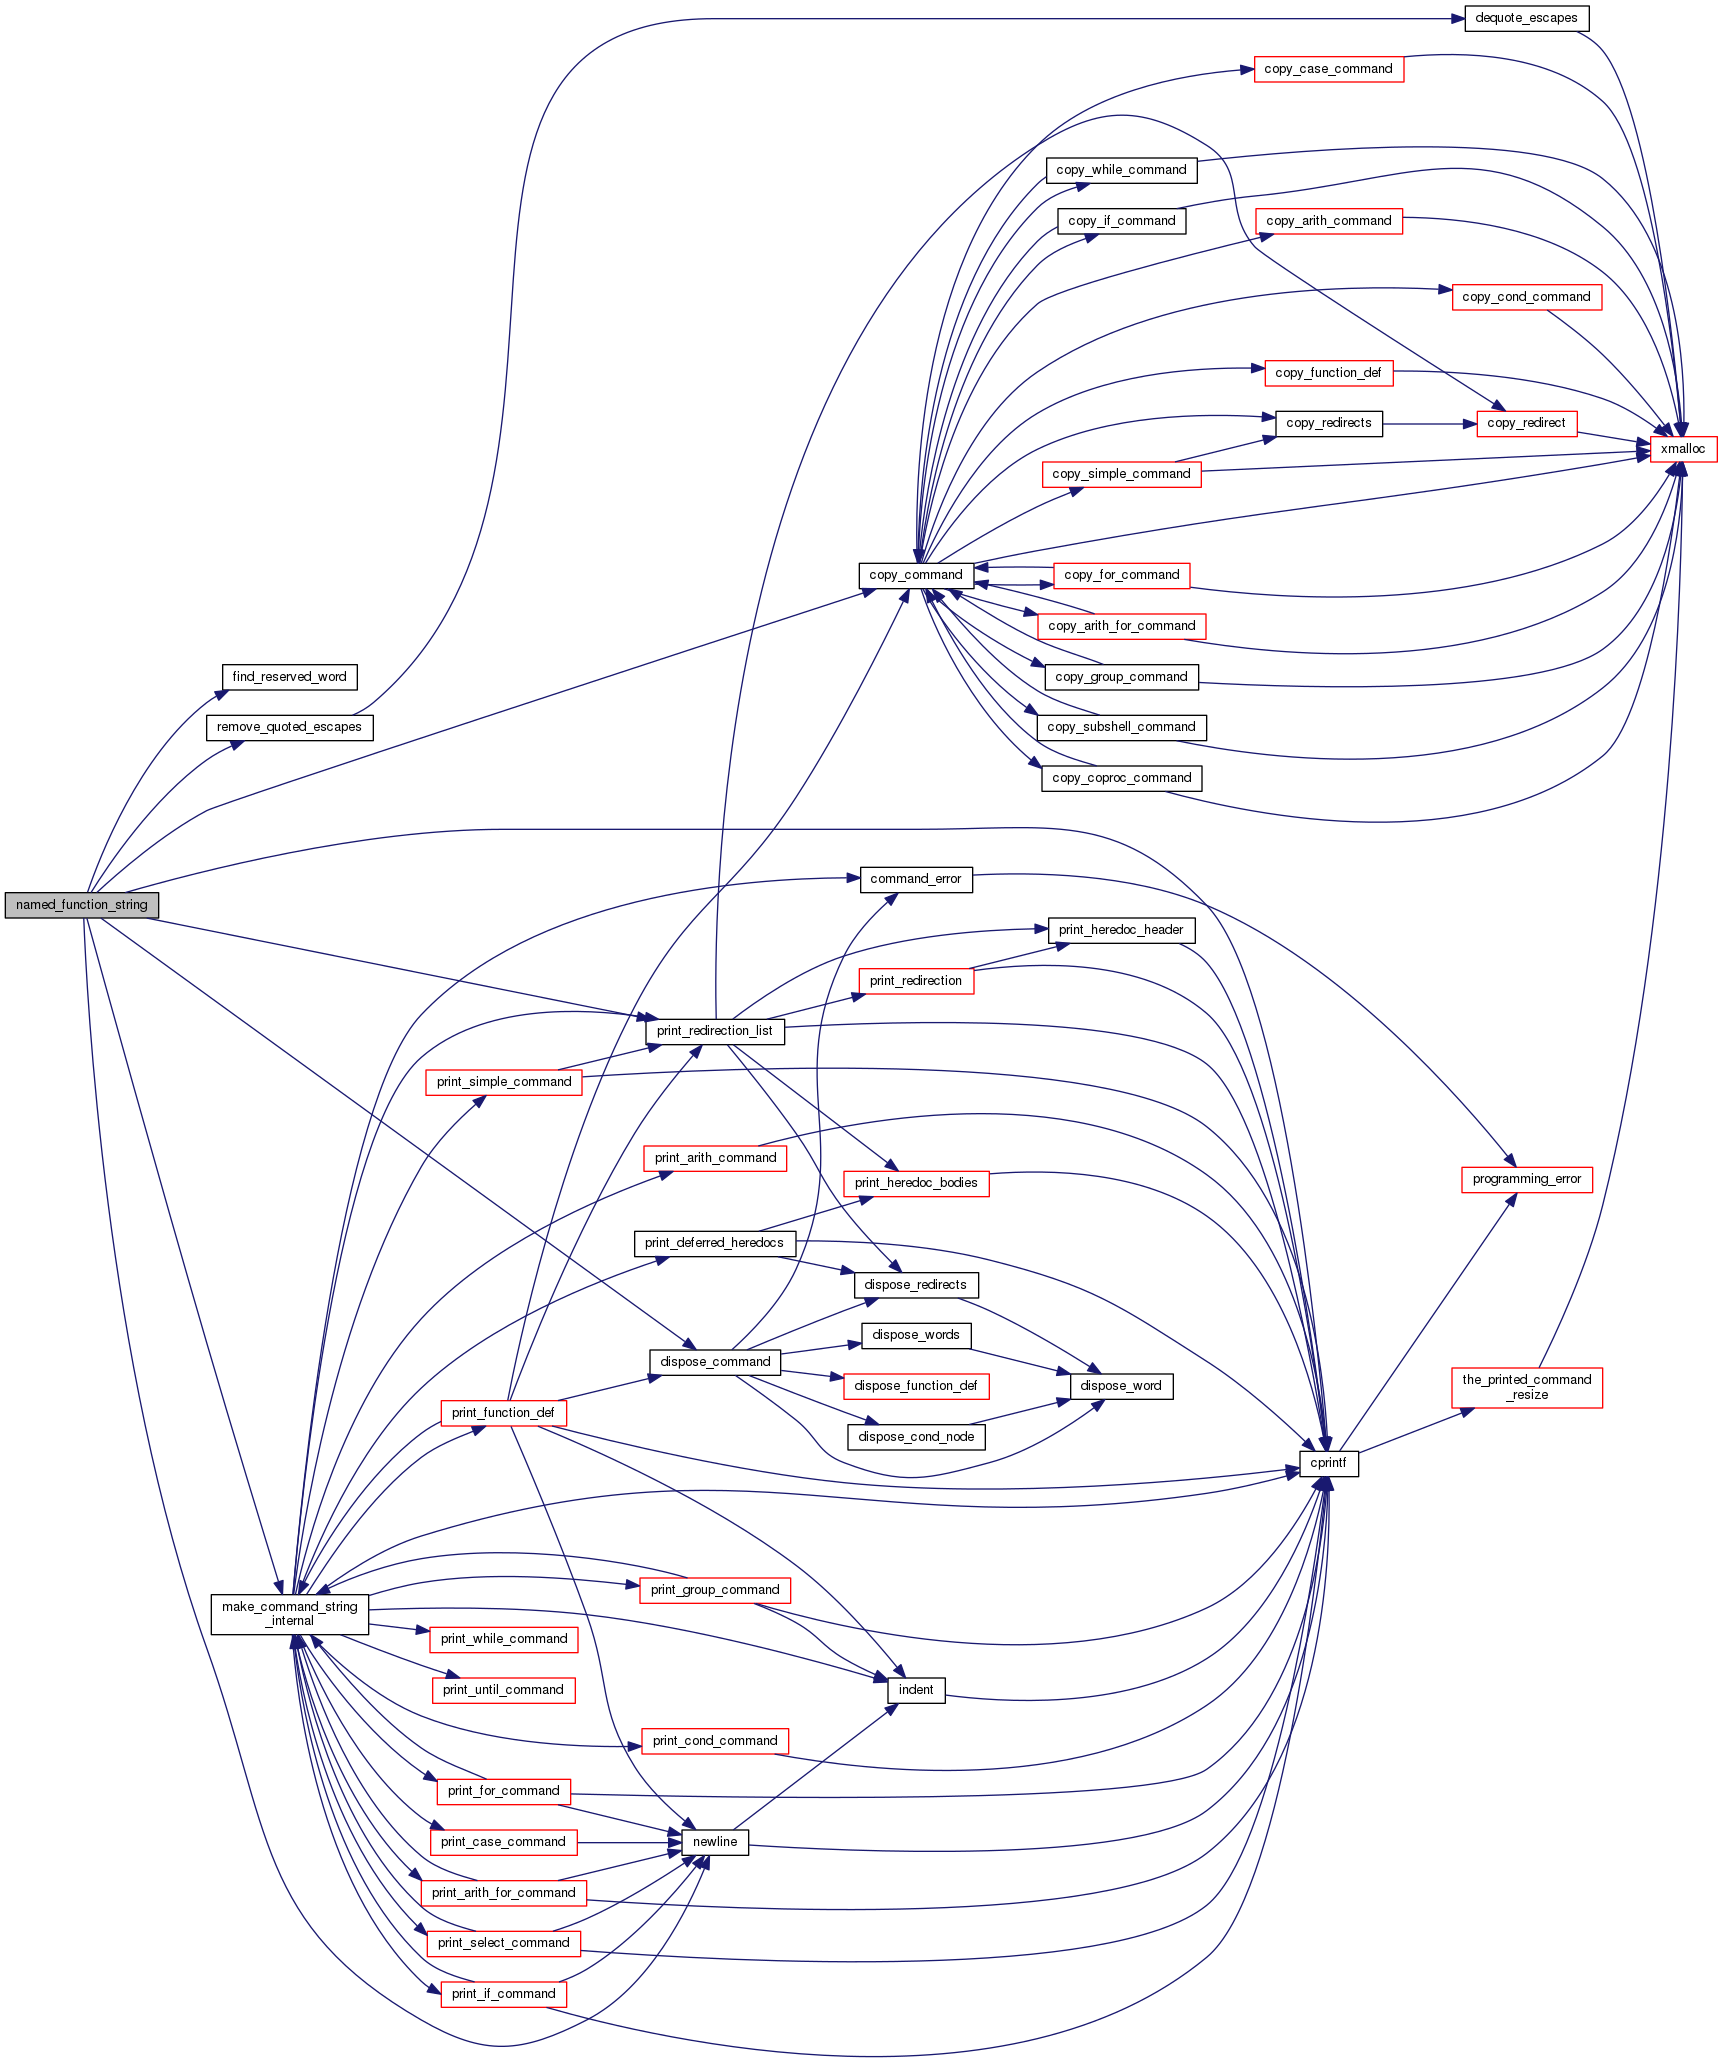 dequote_escapes
copy_case_command
copy_while_command
copy_if_command
copy_arith_command
copy_cond_command
copy_function_def
copy_redirects
copy_redirect
xmalloc
copy_simple_command
copy_command
copy_for_command
copy_arith_for_command
find_reserved_word
copy_group_command
remove_quoted_escapes
copy_subshell_command
copy_coproc_command
command_error
named_function_string
print_heredoc_header
print_redirection
print_redirection_list
print_simple_command
print_arith_command
print_heredoc_bodies
programming_error
print_deferred_heredocs
dispose_redirects
dispose_words
dispose_command
dispose_function_def
dispose_word
the_printed_command
_resize
print_function_def
dispose_cond_node
cprintf
print_group_command
make_command_string
_internal
print_while_command
print_until_command
indent
print_cond_command
print_for_command
print_case_command
newline
print_arith_for_command
print_select_command
print_if_command